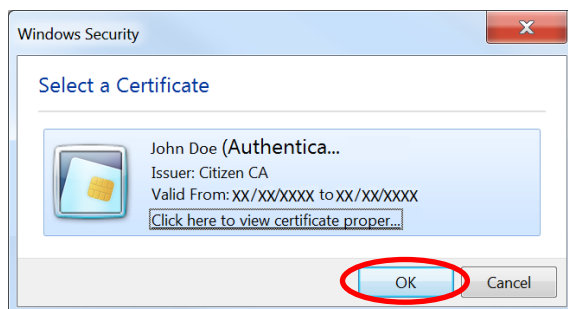 Windows Security
X
Select a Certificate
John Doe (Authentica...
Issuer: Citizen CA
Valid From: XX/XX/XXXX to XX/XX/XXXX
Click here to view certificate proper...
OK
Cancel